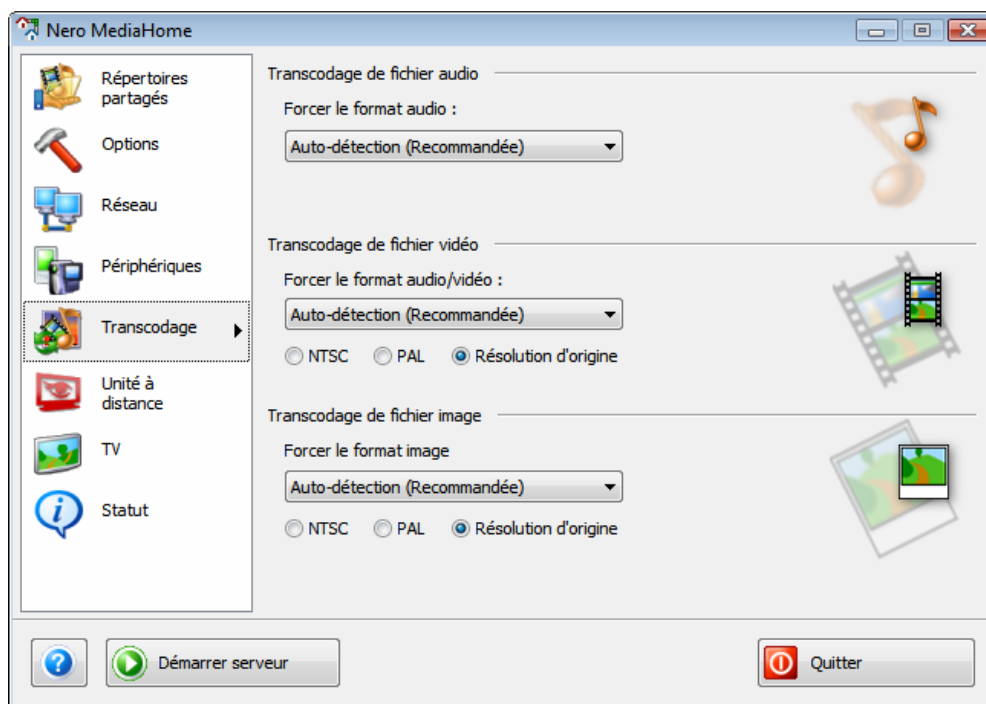 Nero MediaHome
Répertoires
partagés
Options
Réseau
Périphériques
Transcodage
Unité à
distance
TV
Statut
Transcodage de fichier audio
Forcer le format audio :
Auto-détection (Recommandée)
Transcodage de fichier vidéo
Forcer le format audio/vidéo :
Auto-détection (Recommandée)
NTSC PAL Résolution d'origine
Transcodage de fichier image
Forcer le format image
Auto-détection (Recommandée)
NTSC PAL Résolution d'origine
? Démarrer serveur Quitter